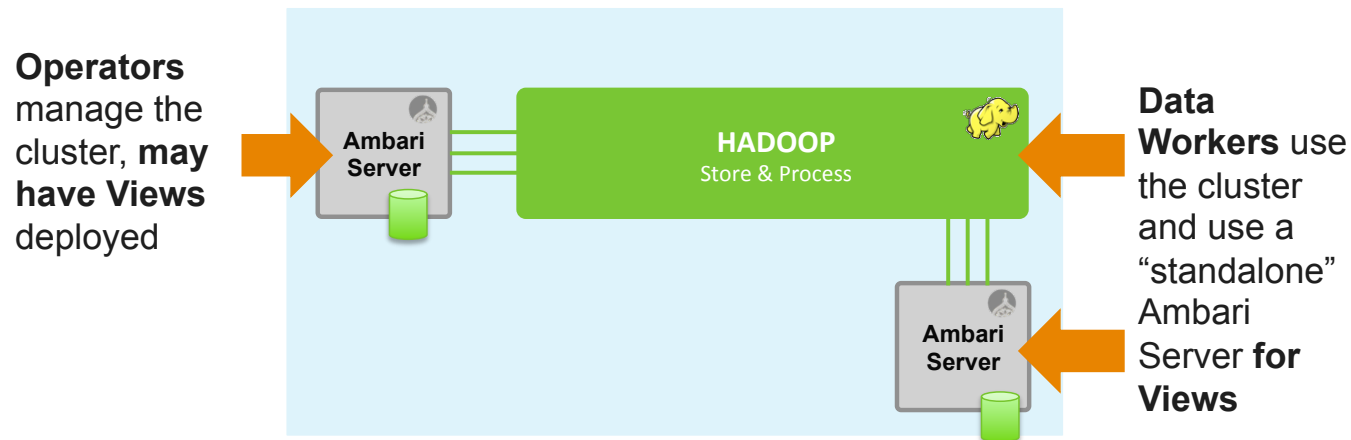 Operators
manage the
cluster, may
have Views
deployed
Ambari
Server
HADOOP
Store & Process
Ambari
Server
Data
Workers use
the cluster
and use a
“standalone”
Ambari
Server for
Views